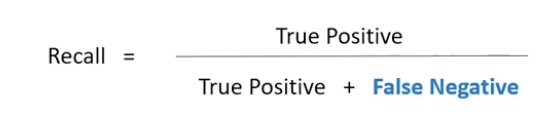 True Positive
Recall =
True Positive + False Negative